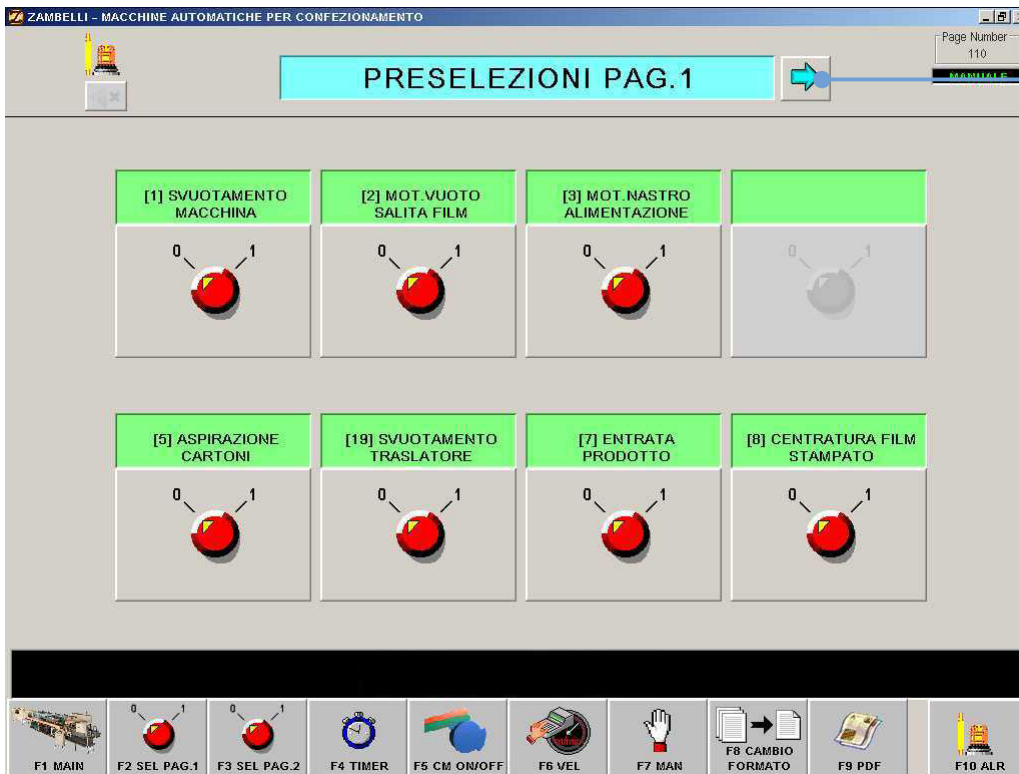 ZAMBELLI - MACCHINE AUTOMATICHE PER CONFEZIONAMENTO
Page Number
110
PRESELEZIONI PAG.1
MANUALE
[1] SVUOTAMENTO
MACCHINA
0 1
[2] MOT.VUOTO
SALITA FILM
0 1
[3] MOT.NASTRO
ALIMENTAZIONE
0 1
0 1
[5] ASPIRAZIONE
CARTONI
0 1
[19] SVUOTAMENTO
TRASLATORE
0 1
[7] ENTRATA
PRODOTTO
0 1
[8] CENTRATURA FILM
STAMPATO
0 1
0 1
0 1
F1 MAIN
F2 SEL PAG.1
F3 SEL PAG.2
F4 TIMER
F5 CM ON/OFF
F6 VEL
F7 MAN
F8 CAMBIO
FORMATO
F9 PDF
F10 ALR